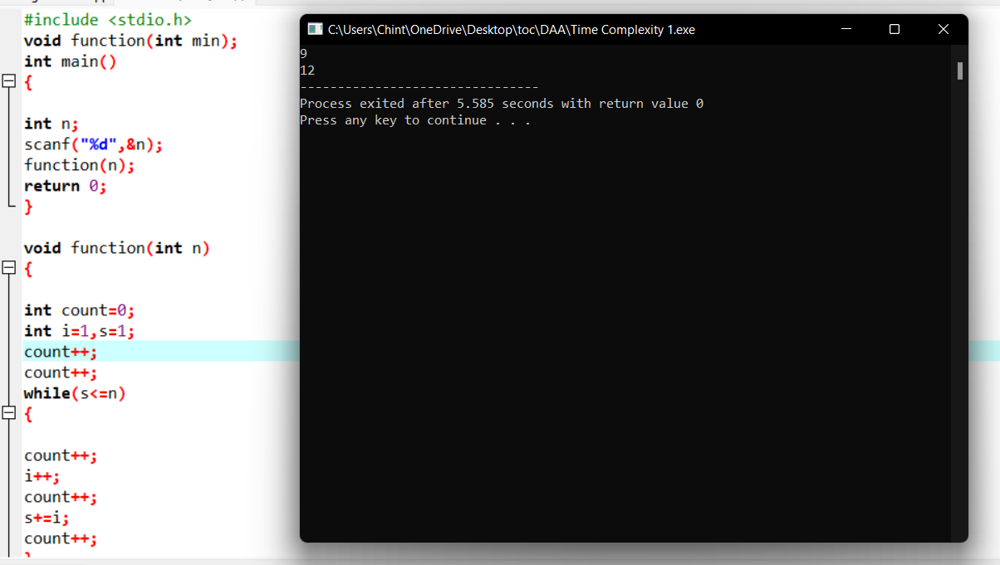 #include <stdio.h>
void function(int min);
int main()
{
int n;
scanf("%d",&n);
function(n);
return 0;
}
void function(int n)
{
int count=0;
int i=1,s=1;
count++;
count++;
while(s<=n)
{
count++;
i++;
count++;
s+=i;
count++;
C:\Users\Chint\OneDrive\Desktop\toc\DAA\Time Complexity 1.exe
9
12
--------------------------------
Process exited after 5.585 seconds with return value 0
Press any key to continue . . .